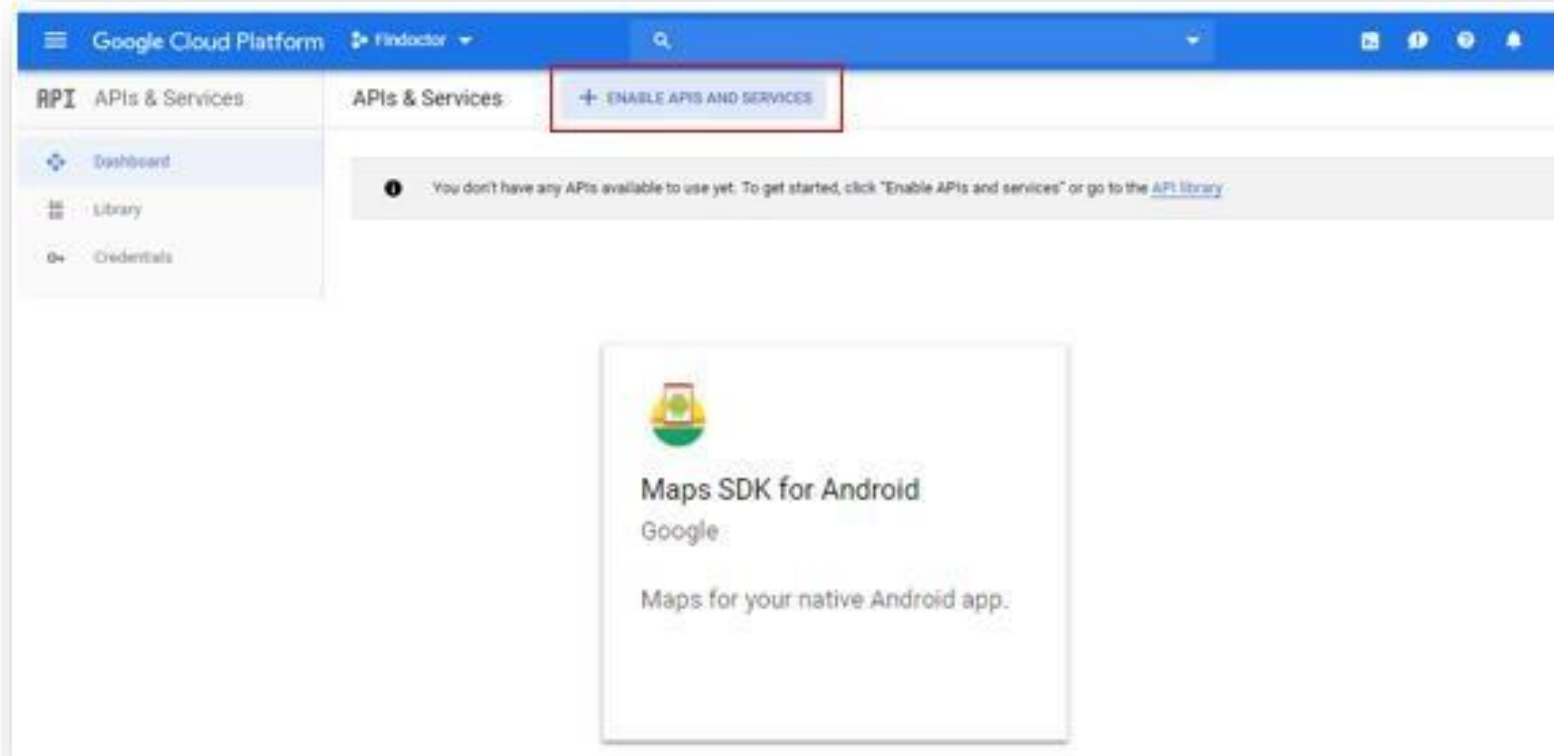 Google Cloud Platform Findoctor
API APIs & Services APIs & Services + ENABLE APIS AND SERVICES
Dashboard
You don't have any APIs available to use yet. To get started, click "Enable APIs and services" or go to the API library
Library
Credentials
Maps SDK for Android
Google
Maps for your native Android app.